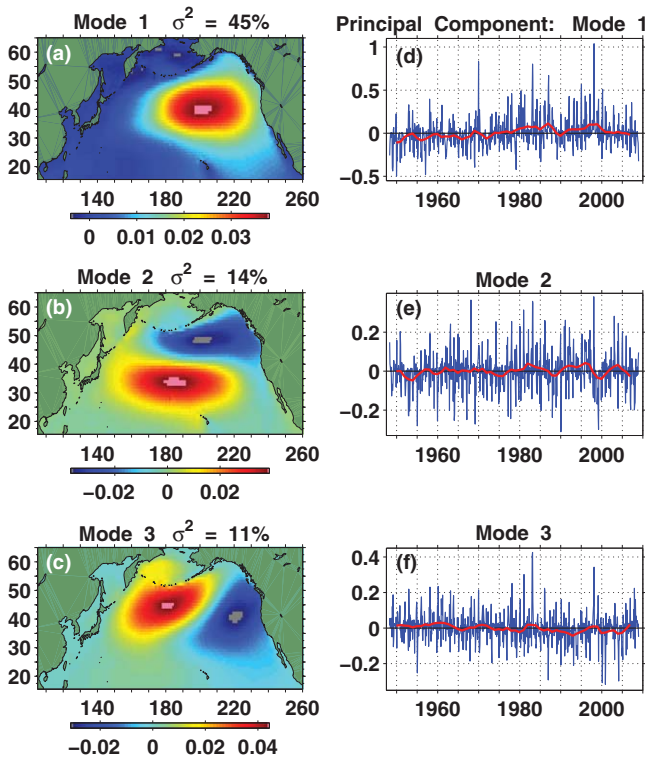 Mode 1 σ² = 45%
(a)
60
50
40
30
20
140 180 220 260
0 0.01 0.02 0.03
Principal Component: Mode 1
(d)
1
0.5
0
−0.5
1960 1980 2000
Mode 2 σ² = 14%
(b)
60
50
40
30
20
140 180 220 260
−0.02 0 0.02
Mode 2
(e)
0.2
0
−0.2
1960 1980 2000
Mode 3 σ² = 11%
(c)
60
50
40
30
20
140 180 220 260
−0.02 0 0.02 0.04
Mode 3
(f)
0.4
0.2
0
−0.2
1960 1980 2000